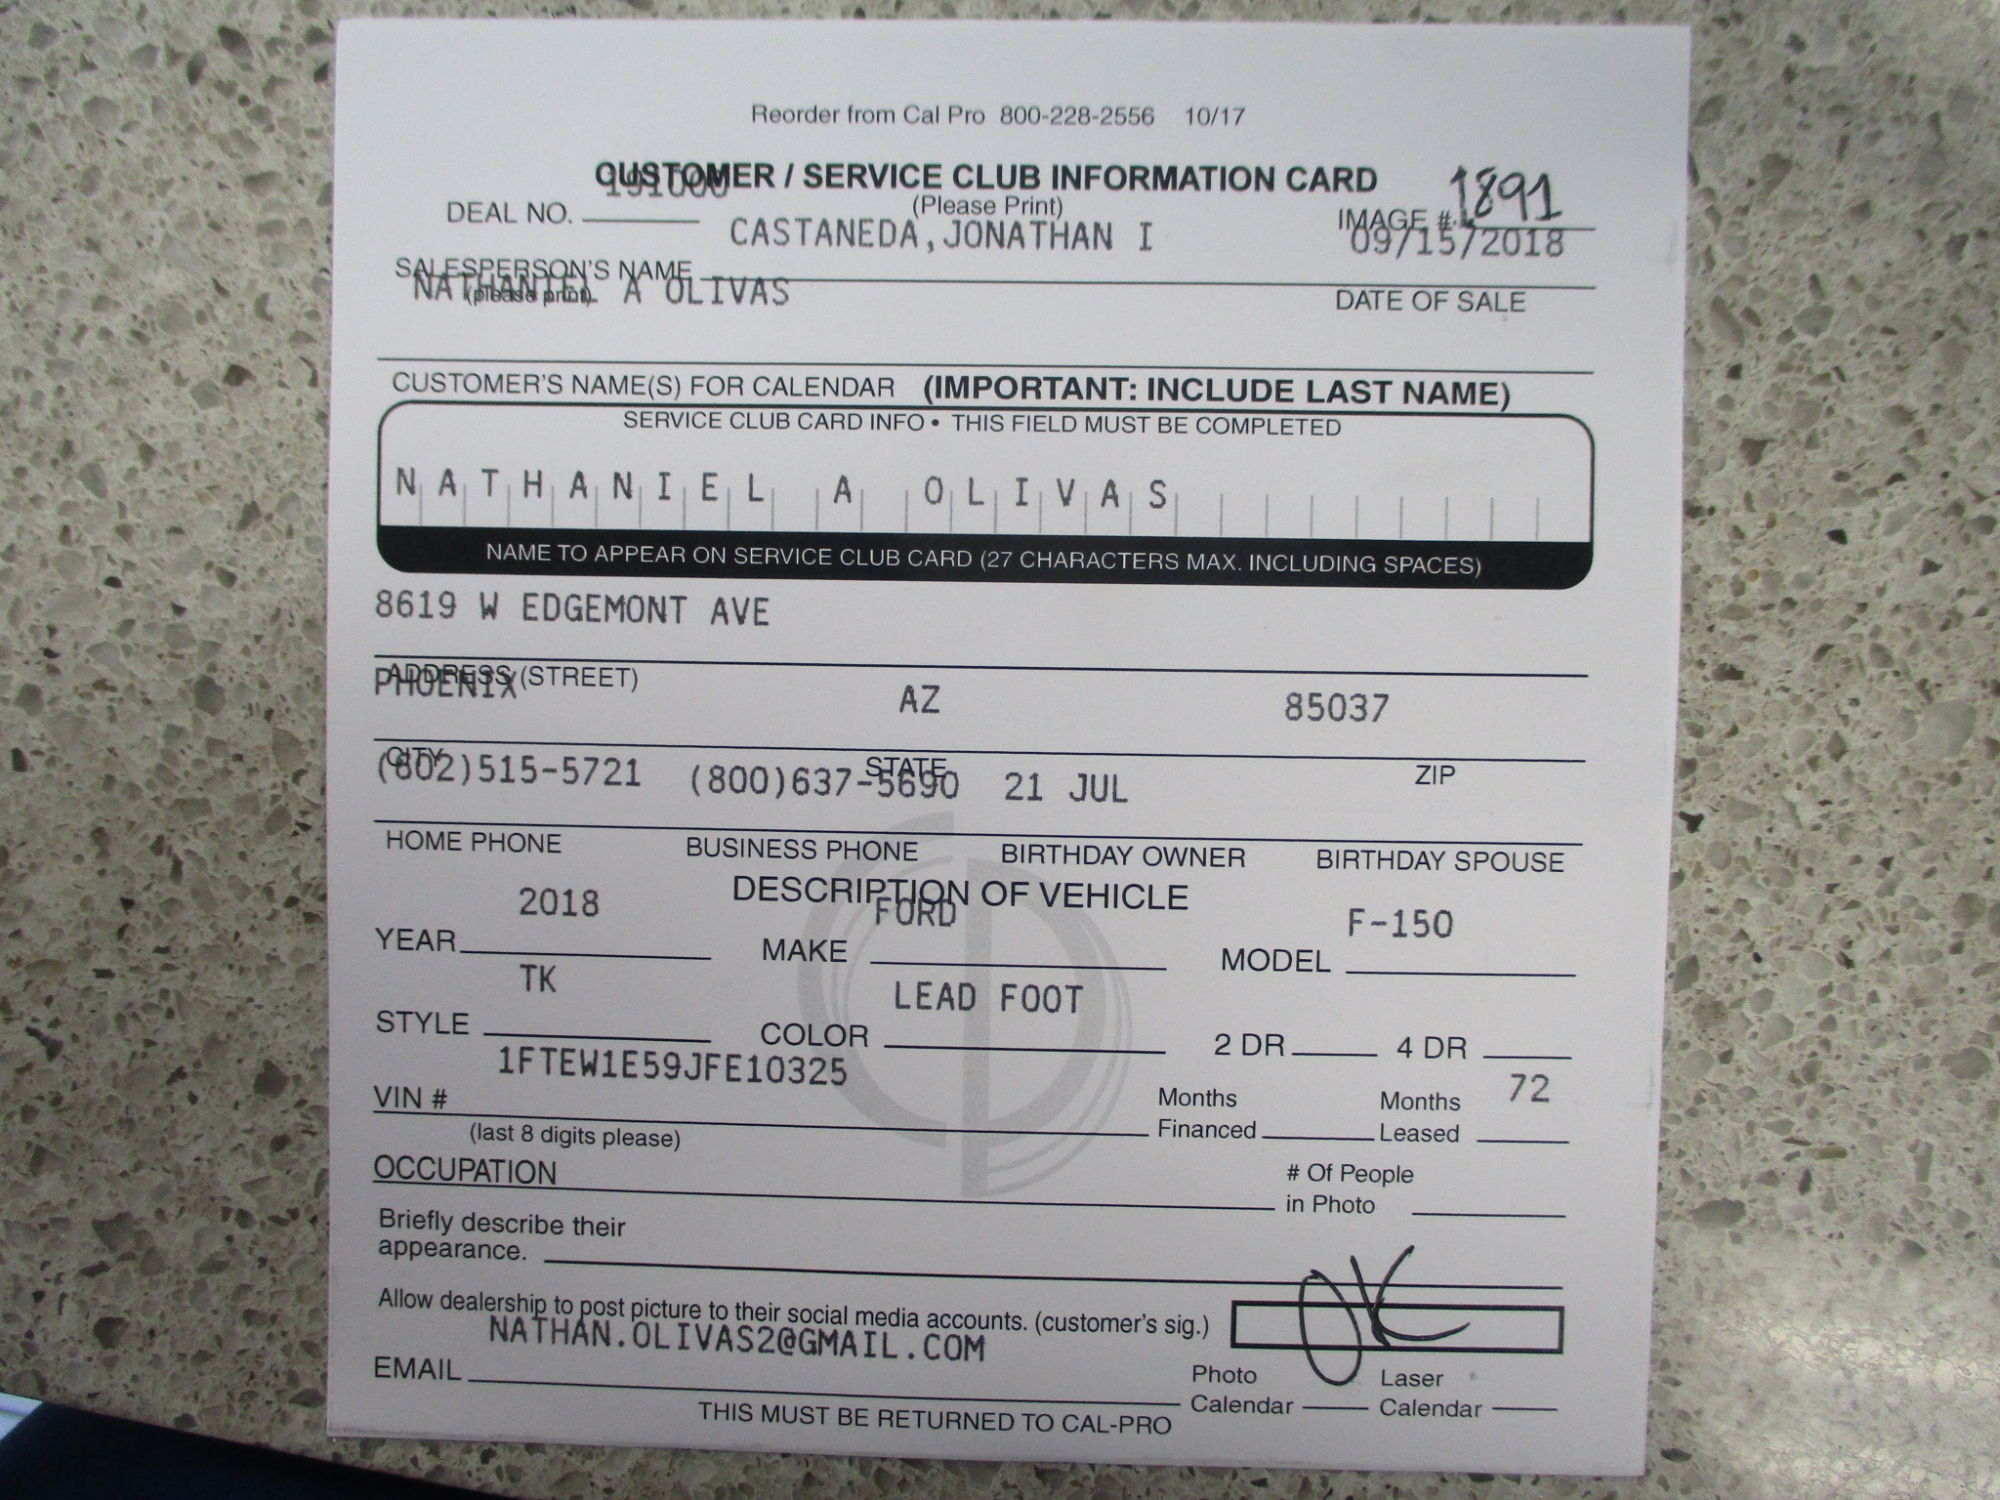 Reorder from Cal Pro 800-228-2556 10/17
CUSTOMER / SERVICE CLUB INFORMATION CARD
(Please Print)
DEAL NO. IMAGE #. 1891
CASTANEDA,JONATHAN I 09/15/2018
SALESPERSON'S NAME
(please print)
NATHANIEL A OLIVAS
DATE OF SALE
CUSTOMER'S NAME(S) FOR CALENDAR (IMPORTANT: INCLUDE LAST NAME)
SERVICE CLUB CARD INFO • THIS FIELD MUST BE COMPLETED
NATHANIEL A OLIVAS
NAME TO APPEAR ON SERVICE CLUB CARD (27 CHARACTERS MAX. INCLUDING SPACES)
8619 W EDGEMONT AVE
ADDRESS (STREET)
PHOENIX AZ 85037
CITY STATE ZIP
(602)515-5721 (800)637-5690 21 JUL
HOME PHONE BUSINESS PHONE BIRTHDAY OWNER BIRTHDAY SPOUSE
DESCRIPTION OF VEHICLE
2018 FORD F-150
YEAR MAKE MODEL
TK LEAD FOOT
STYLE COLOR 2 DR 4 DR
1FTEW1E59JFE10325 72
VIN # Months Financed Months Leased
(last 8 digits please)
OCCUPATION # Of People in Photo
Briefly describe their
appearance.
Allow dealership to post picture to their social media accounts. (customer's sig.) OK
NATHAN.OLIVAS2@GMAIL.COM
EMAIL Photo Calendar Laser Calendar
THIS MUST BE RETURNED TO CAL-PRO